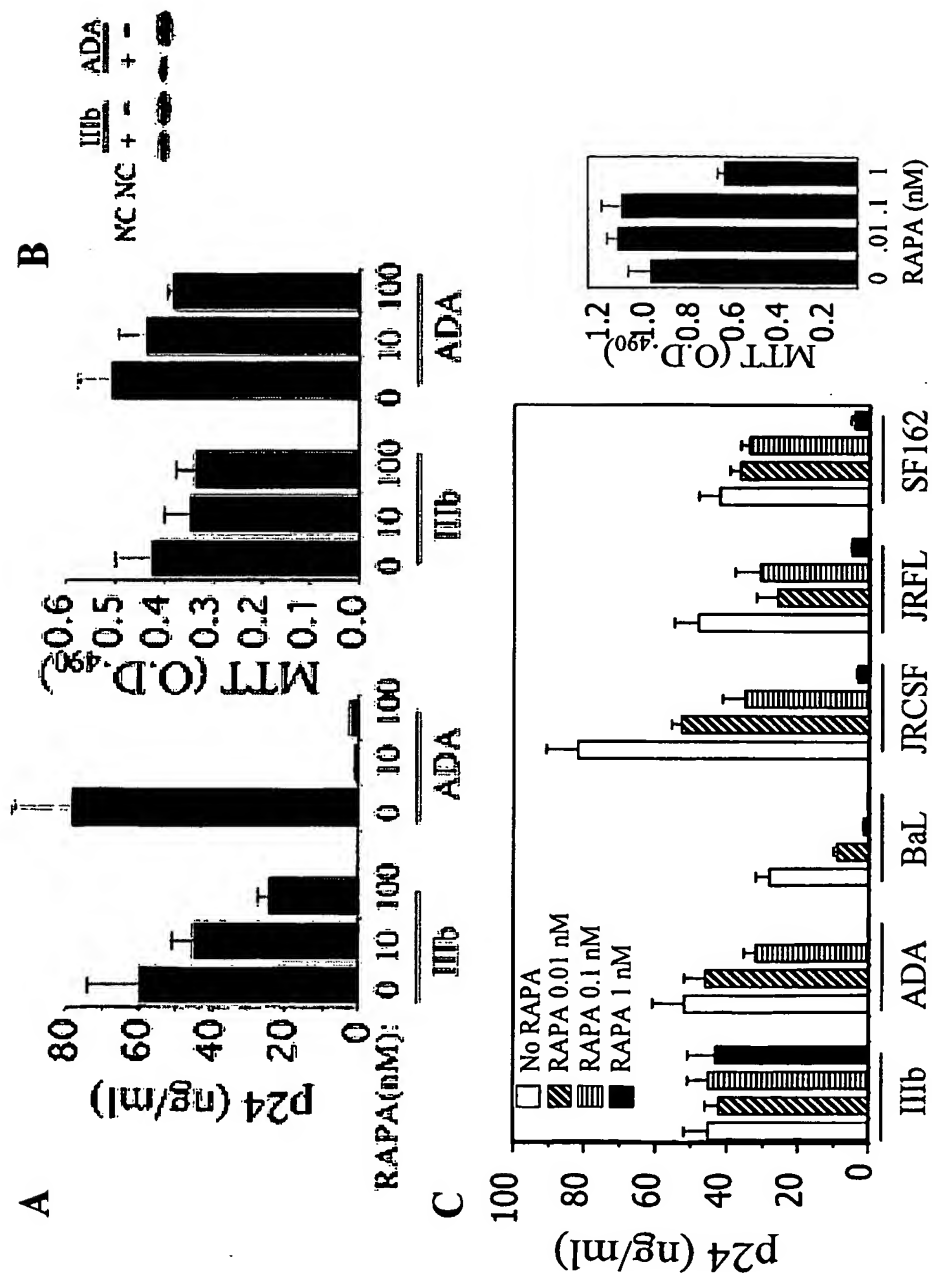 A
p24 (ng/ml)
80
60
40
20
0
RAPA(nM): 0 10 100 0 10 100
IIIb ADA
MTT (O.D.490)
0.6
0.5
0.4
0.3
0.2
0.1
0.0
0 10 100 0 10 100
IIIb ADA
B
IIIb ADA
NC NC + - + -
C
p24 (ng/ml)
100
80
60
40
20
0
No RAPA
RAPA 0.01 nM
RAPA 0.1 nM
RAPA 1 nM
IIIb ADA BaL JRCSF JRFL SF162
MTT (O.D.490)
1.2
1.0
0.8
0.6
0.4
0.2
0 .01 .1 1
RAPA (nM)